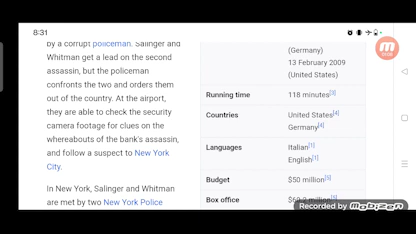 8:31
by a corrupt policeman. Salinger and
Whitman get a lead on the second
assassin, but the policeman
confronts the two and orders them
out of the country. At the airport,
they are able to check the security
camera footage for clues on the
whereabouts of the bank's assassin,
and follow a suspect to New York
City.
In New York, Salinger and Whitman
are met by two New York Police
(Germany)
13 February 2009
(United States)
Running time 118 minutes[3]
Countries United States[4]
Germany[4]
Languages Italian[1]
English[1]
Budget $50 million[5]
Box office
Recorded by Mobizen